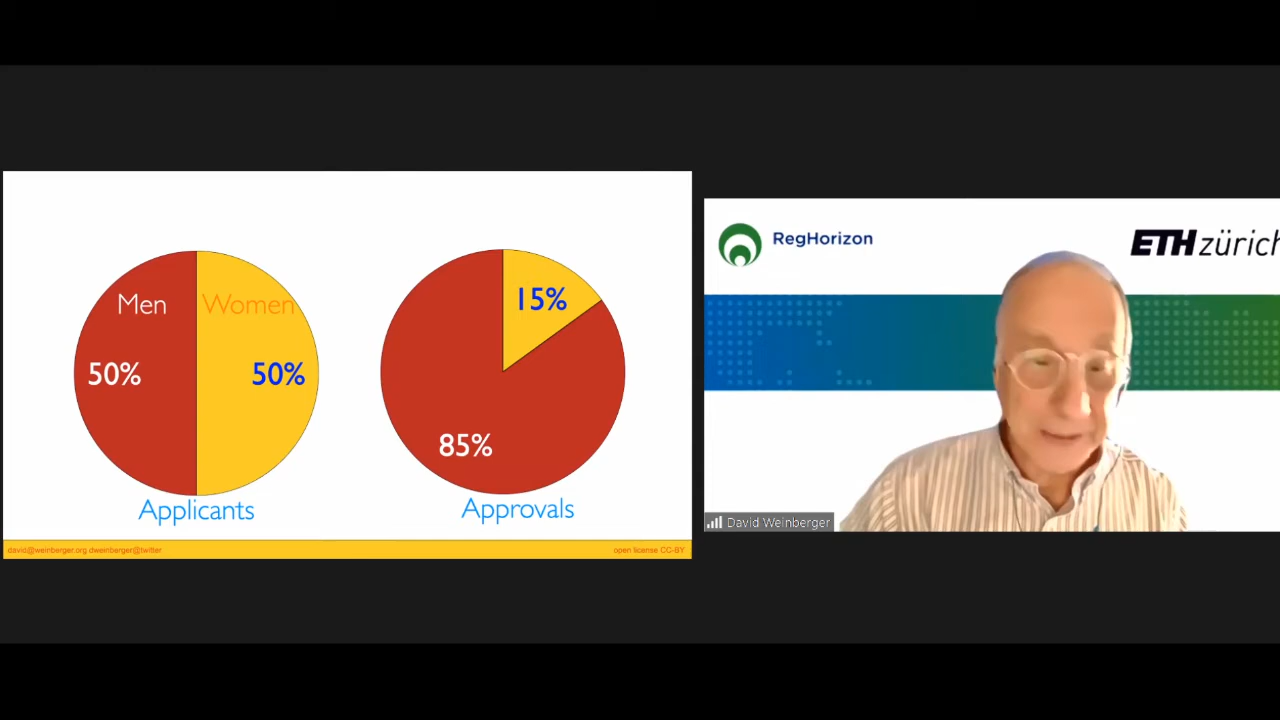 Men
Women
50%
50%
Applicants
15%
85%
Approvals
david@weinberger.org dweinberger@twitter
open license CC-BY
RegHorizon
ETH zürich
David Weinberger